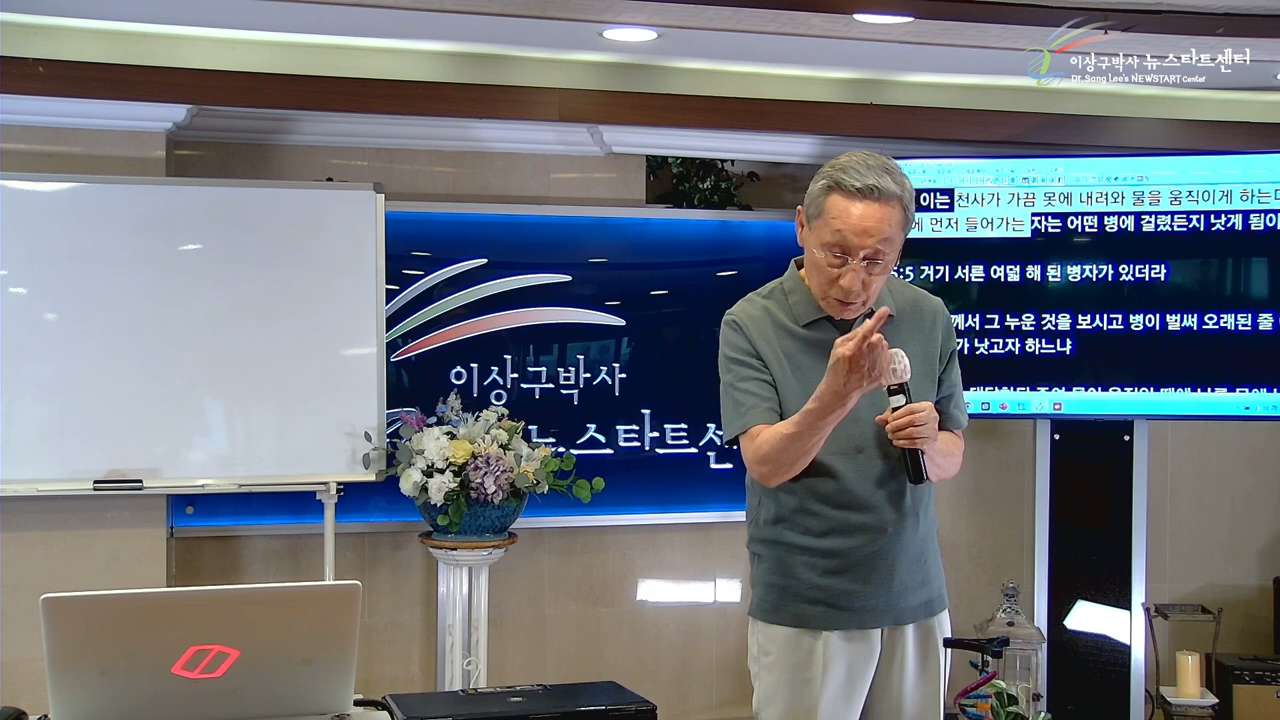 이상구박사 뉴스타트센터
Dr. Sang Lee's NEWSTART Center
이는 천사가 가끔 못에 내려와 물을 움직이게 하는데
에 먼저 들어가는 자는 어떤 병에 걸렸든지 낫게 됨이
5:5 거기 서른 여덟 해 된 병자가 있더라
께서 그 누운 것을 보시고 병이 벌써 오래된 줄
가 낫고자 하느냐
이상구박사
뉴스타트센